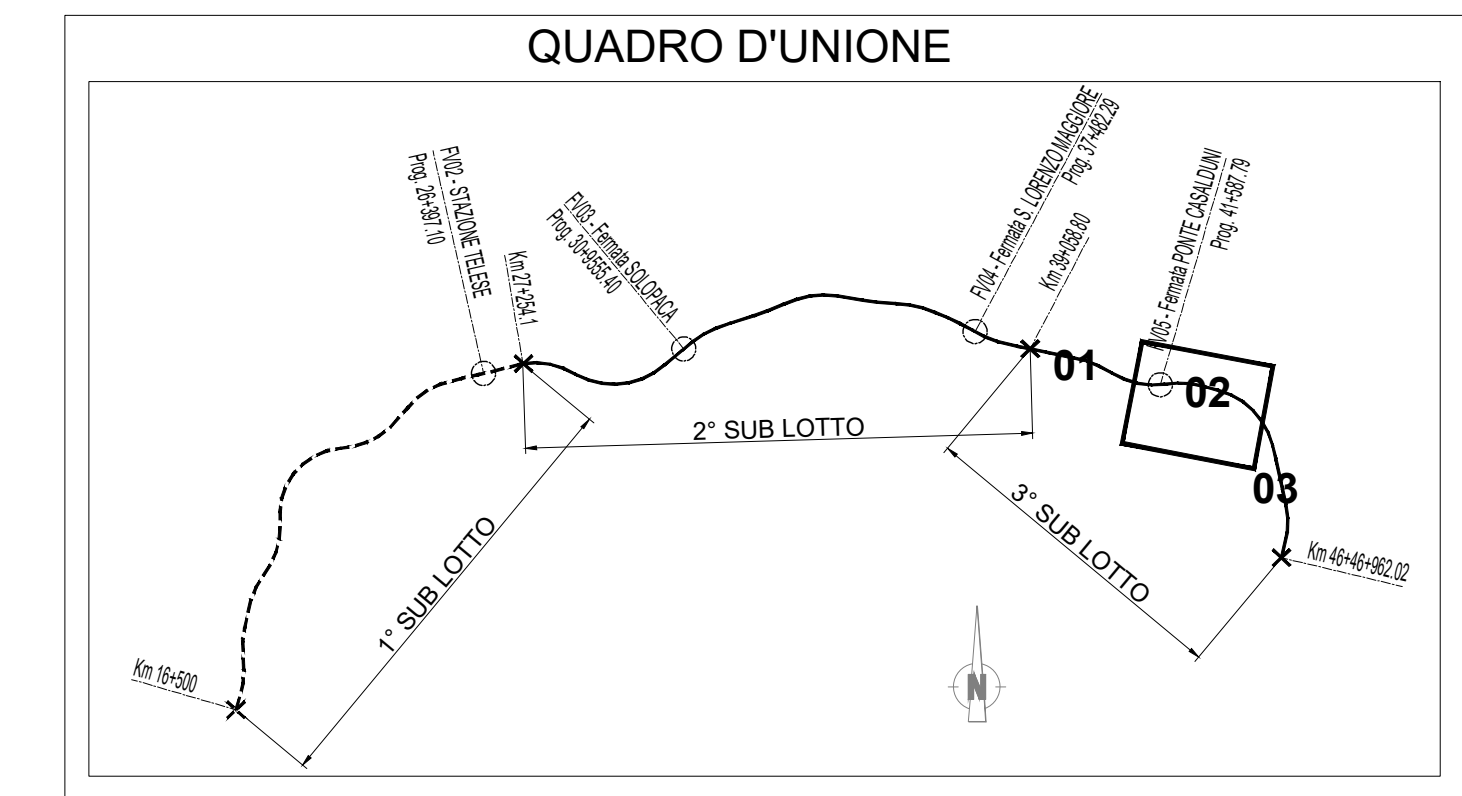 QUADRO D'UNIONE
FV02 - STAZIONE TELESE
Prog. 26+397.10
Km 27+254.1
FV03 - Fermata SOLOPACA
Prog. 30+9555.40
FV04 - Fermata S. LORENZO MAGGIORE
Prog. 37+482.29
Km 39+058.80
FV05 - Fermata PONTE CASALDUNI
Prog. 41+587.79
01
02
03
2° SUB LOTTO
1° SUB LOTTO
3° SUB LOTTO
Km 46+46+962.02
Km 16+500
N